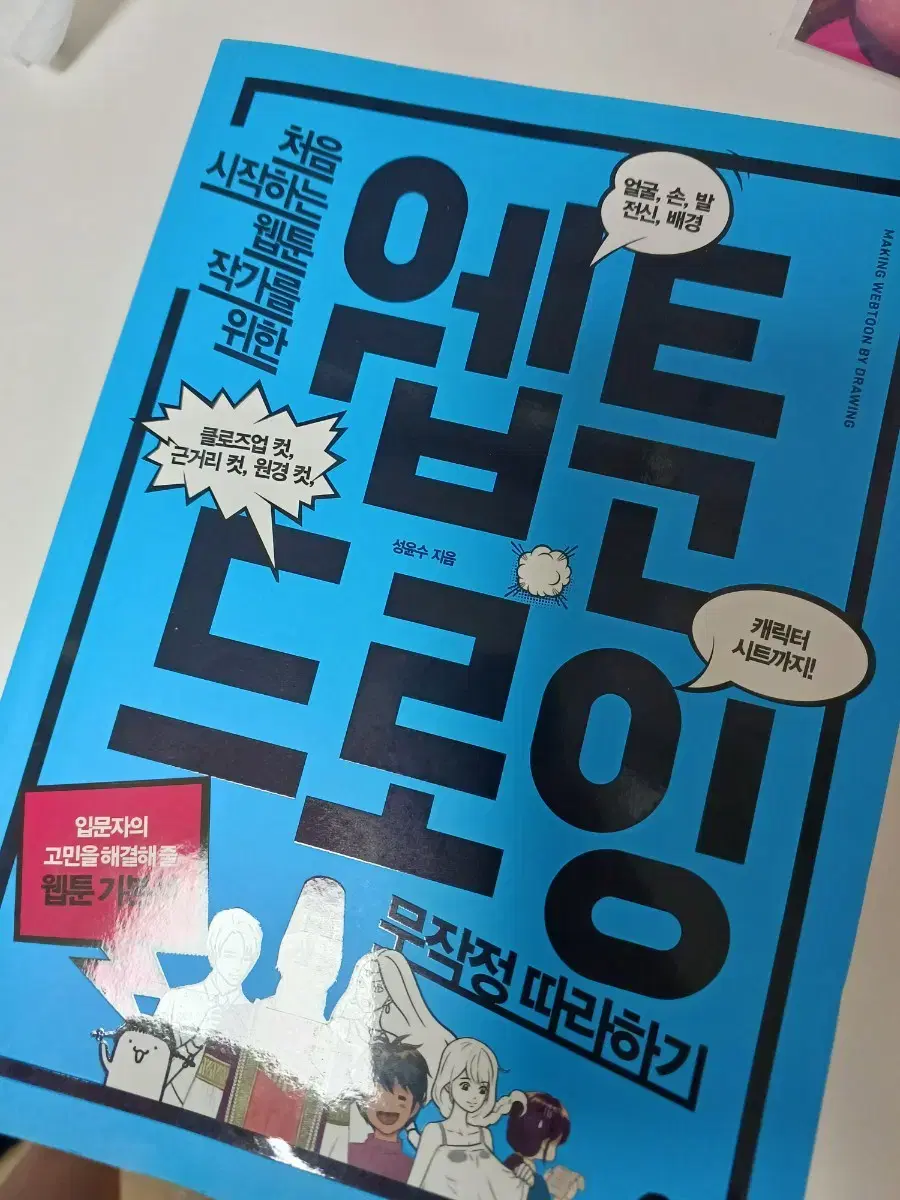 처음
시작하는
웹툰
작가를
위한
웹툰
드로잉
무작정 따라하기
얼굴, 손, 발
전신, 배경
MAKING WEBTOON BY DRAWING
클로즈업 컷,
근거리 컷, 원경 컷,
성윤수 지음
캐릭터
시트까지!
입문자의
고민을 해결해 줄
웹툰